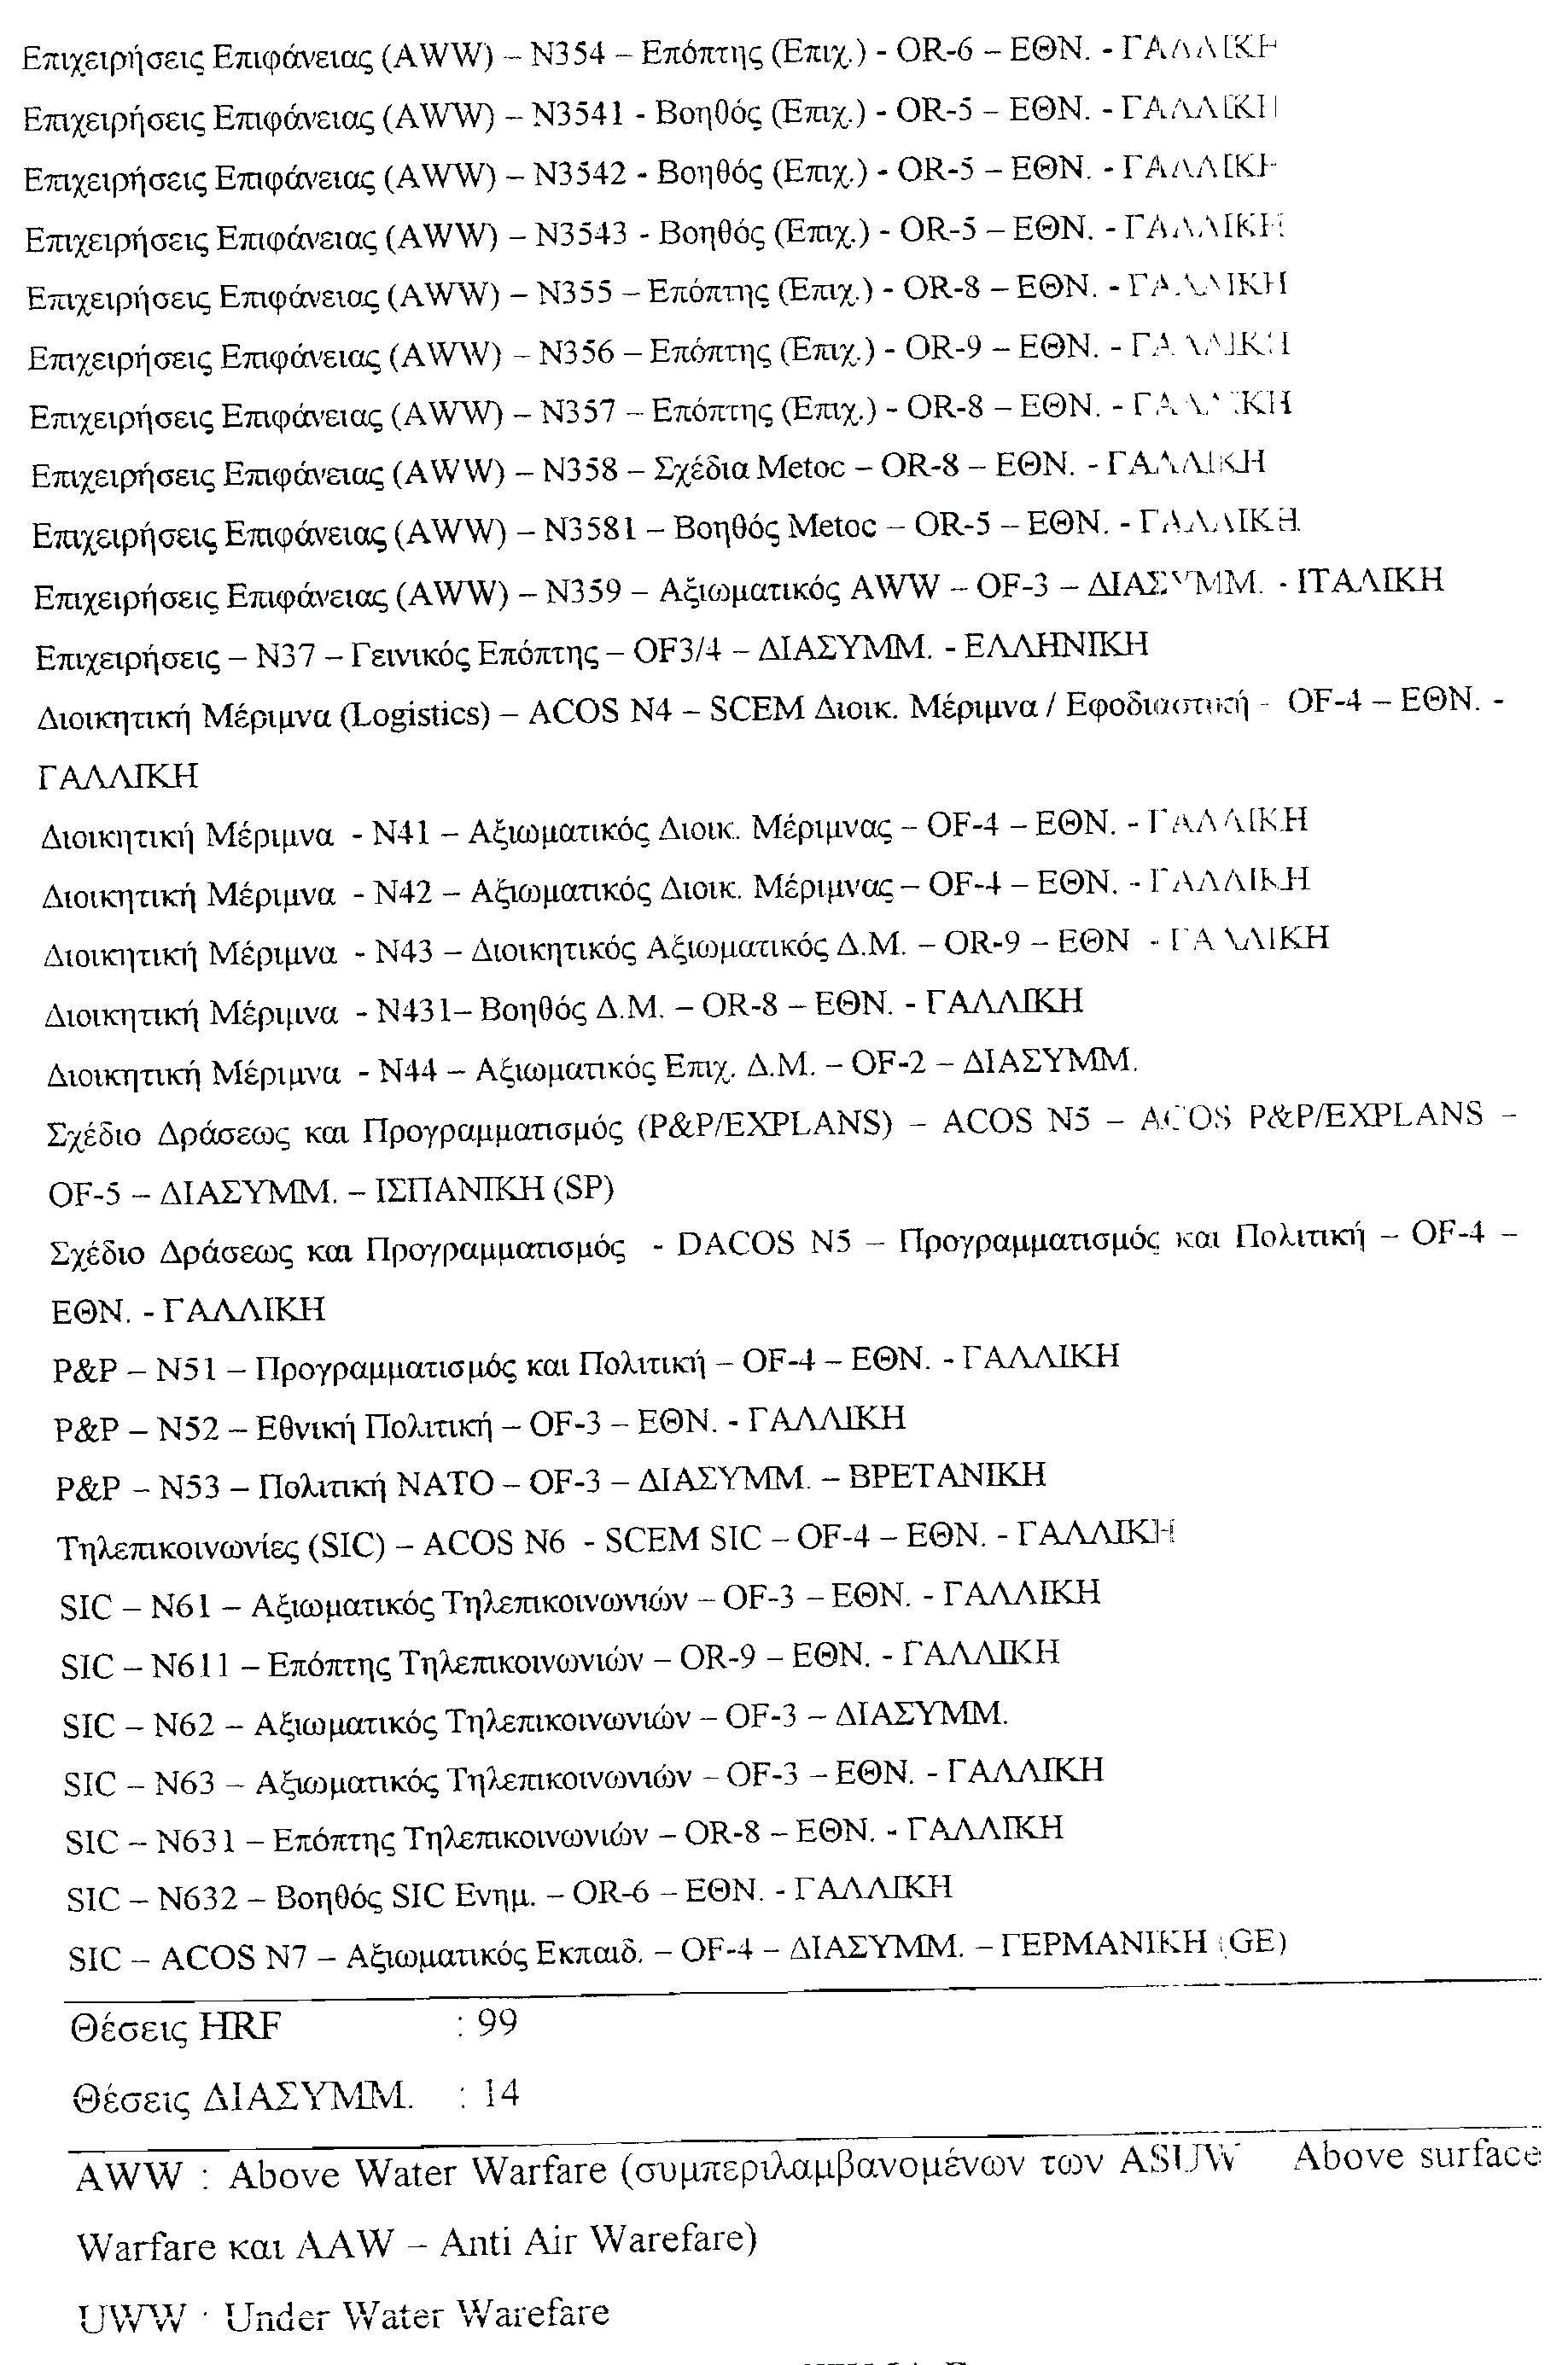 Επιχειρήσεις Επιφάνειας (AWW) – N354 – Επόπτης (Επιχ.) - OR-6 – ΕΘΝ. - ΓΑΛΛΙΚΗ
Επιχειρήσεις Επιφάνειας (AWW) – N3541 - Βοηθός (Επιχ.) - OR-5 – ΕΘΝ. - ΓΑΛΛΙΚΗ
Επιχειρήσεις Επιφάνειας (AWW) – N3542 - Βοηθός (Επιχ.) - OR-5 – ΕΘΝ. - ΓΑΛΛΙΚΗ
Επιχειρήσεις Επιφάνειας (AWW) – N3543 - Βοηθός (Επιχ.) - OR-5 – ΕΘΝ. - ΓΑΛΛΙΚΗ
Επιχειρήσεις Επιφάνειας (AWW) – N355 – Επόπτης (Επιχ.) - OR-8 – ΕΘΝ. - ΓΑΛΛΙΚΗ
Επιχειρήσεις Επιφάνειας (AWW) – N356 – Επόπτης (Επιχ.) - OR-9 – ΕΘΝ. - ΓΑΛΛΙΚΗ
Επιχειρήσεις Επιφάνειας (AWW) – N357 – Επόπτης (Επιχ.) - OR-8 – ΕΘΝ. - ΓΑΛΛΙΚΗ
Επιχειρήσεις Επιφάνειας (AWW) – N358 – Σχέδια Metoc – OR-8 – ΕΘΝ. - ΓΑΛΛΙΚΗ
Επιχειρήσεις Επιφάνειας (AWW) – N3581 – Βοηθός Metoc – OR-5 – ΕΘΝ. - ΓΑΛΛΙΚΗ
Επιχειρήσεις Επιφάνειας (AWW) – N359 – Αξιωματικός AWW – OF-3 – ΔΙΑΣΥΜΜ. - ΙΤΑΛΙΚΗ
Επιχειρήσεις – N37 – Γεινικός Επόπτης – OF3/4 – ΔΙΑΣΥΜΜ. - ΕΛΛΗΝΙΚΗ
Διοικητική Μέριμνα (Logistics) – ACOS N4 – SCEM Διοικ. Μέριμνα / Εφοδιαστική - OF-4 – ΕΘΝ. -
ΓΑΛΛΙΚΗ
Διοικητική Μέριμνα - N41 – Αξιωματικός Διοικ. Μέριμνας – OF-4 – ΕΘΝ. - ΓΑΛΛΙΚΗ
Διοικητική Μέριμνα - N42 – Αξιωματικός Διοικ. Μέριμνας – OF-4 – ΕΘΝ. - ΓΑΛΛΙΚΗ
Διοικητική Μέριμνα - N43 – Διοικητικός Αξιωματικός Δ.Μ. – OR-9 – ΕΘΝ - ΓΑΛΛΙΚΗ
Διοικητική Μέριμνα - N431– Βοηθός Δ.Μ. – OR-8 – ΕΘΝ. - ΓΑΛΛΙΚΗ
Διοικητική Μέριμνα - N44 – Αξιωματικός Επιχ. Δ.Μ. – OF-2 – ΔΙΑΣΥΜΜ.
Σχέδιο Δράσεως και Προγραμματισμός (P&P/EXPLANS) – ACOS N5 – ACOS P&P/EXPLANS –
OF-5 – ΔΙΑΣΥΜΜ. – ΙΣΠΑΝΙΚΗ (SP)
Σχέδιο Δράσεως και Προγραμματισμός - DACOS N5 – Προγραμματισμός και Πολιτική – OF-4 –
ΕΘΝ. - ΓΑΛΛΙΚΗ
P&P – N51 – Προγραμματισμός και Πολιτική – OF-4 – ΕΘΝ. - ΓΑΛΛΙΚΗ
P&P – N52 – Εθνική Πολιτική – OF-3 – ΕΘΝ. - ΓΑΛΛΙΚΗ
P&P – N53 – Πολιτική ΝΑΤΟ – OF-3 – ΔΙΑΣΥΜΜ. – ΒΡΕΤΑΝΙΚΗ
Τηλεπικοινωνίες (SIC) – ACOS N6 - SCEM SIC – OF-4 – ΕΘΝ. - ΓΑΛΛΙΚΗ
SIC – N61 – Αξιωματικός Τηλεπικοινωνιών – OF-3 – ΕΘΝ. - ΓΑΛΛΙΚΗ
SIC – N611 – Επόπτης Τηλεπικοινωνιών – OR-9 – ΕΘΝ. - ΓΑΛΛΙΚΗ
SIC – N62 – Αξιωματικός Τηλεπικοινωνιών – OF-3 – ΔΙΑΣΥΜΜ.
SIC – N63 – Αξιωματικός Τηλεπικοινωνιών – OF-3 – ΕΘΝ. - ΓΑΛΛΙΚΗ
SIC – N631 – Επόπτης Τηλεπικοινωνιών – OR-8 – ΕΘΝ. - ΓΑΛΛΙΚΗ
SIC – N632 – Βοηθός SIC Ενημ. – OR-6 – ΕΘΝ. - ΓΑΛΛΙΚΗ
SIC – ACOS N7 – Αξιωματικός Εκπαιδ. – OF-4 – ΔΙΑΣΥΜΜ. – ΓΕΡΜΑΝΙΚΗ (GE)
Θέσεις HRF : 99
Θέσεις ΔΙΑΣΥΜΜ. : 14
AWW : Above Water Warfare (συμπεριλαμβανομένων των ASUW Above surface
Warfare και AAW – Anti Air Warefare)
UWW : Under Water Warefare